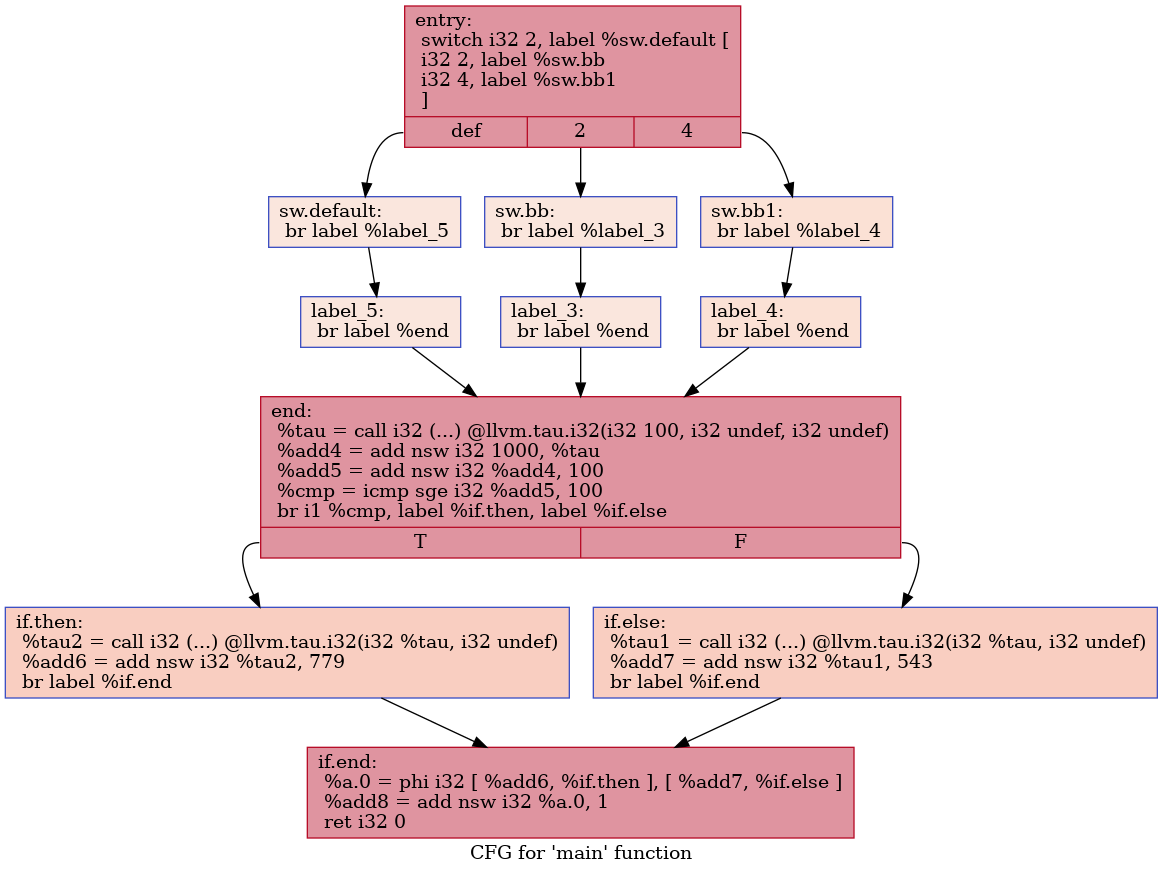 entry:
switch i32 2, label %sw.default [
i32 2, label %sw.bb
i32 4, label %sw.bb1
]
def 2 4
sw.default:
br label %label_5
sw.bb:
br label %label_3
sw.bb1:
br label %label_4
label_5:
br label %end
label_3:
br label %end
label_4:
br label %end
end:
%tau = call i32 (...) @llvm.tau.i32(i32 100, i32 undef, i32 undef)
%add4 = add nsw i32 1000, %tau
%add5 = add nsw i32 %add4, 100
%cmp = icmp sge i32 %add5, 100
br i1 %cmp, label %if.then, label %if.else
T F
if.then:
%tau2 = call i32 (...) @llvm.tau.i32(i32 %tau, i32 undef)
%add6 = add nsw i32 %tau2, 779
br label %if.end
if.else:
%tau1 = call i32 (...) @llvm.tau.i32(i32 %tau, i32 undef)
%add7 = add nsw i32 %tau1, 543
br label %if.end
if.end:
%a.0 = phi i32 [ %add6, %if.then ], [ %add7, %if.else ]
%add8 = add nsw i32 %a.0, 1
ret i32 0
CFG for 'main' function